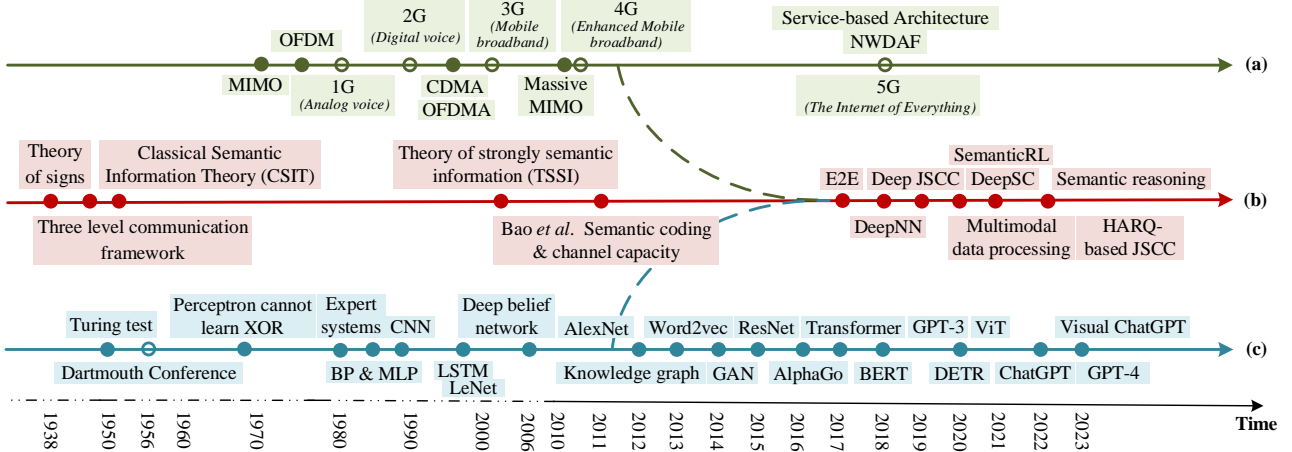 2G
(Digital voice)
3G
(Mobile
broadband)
4G
(Enhanced Mobile
broadband)
Service-based Architecture
NWDAF
OFDM
(a)
MIMO
1G
(Analog voice)
CDMA
OFDMA
Massive
MIMO
5G
(The Internet of Everything)
Theory
of signs
Classical Semantic
Information Theory (CSIT)
Theory of strongly semantic
information (TSSI)
E2E
Deep JSCC
SemanticRL
DeepSC
Semantic reasoning
(b)
Three level communication
framework
Bao et al. Semantic coding
& channel capacity
DeepNN
Multimodal
data processing
HARQ-
based JSCC
Turing test
Perceptron cannot
learn XOR
Expert
systems
CNN
Deep belief
network
AlexNet
Word2vec
ResNet
Transformer
GPT-3
ViT
Visual ChatGPT
(c)
Dartmouth Conference
BP & MLP
LSTM
LeNet
Knowledge graph
GAN
AlphaGo
BERT
DETR
ChatGPT
GPT-4
1938
1950
1956
1960
1970
1980
1990
2000
2006
2010
2011
2012
2013
2014
2015
2016
2017
2018
2019
2020
2021
2022
2023
Time